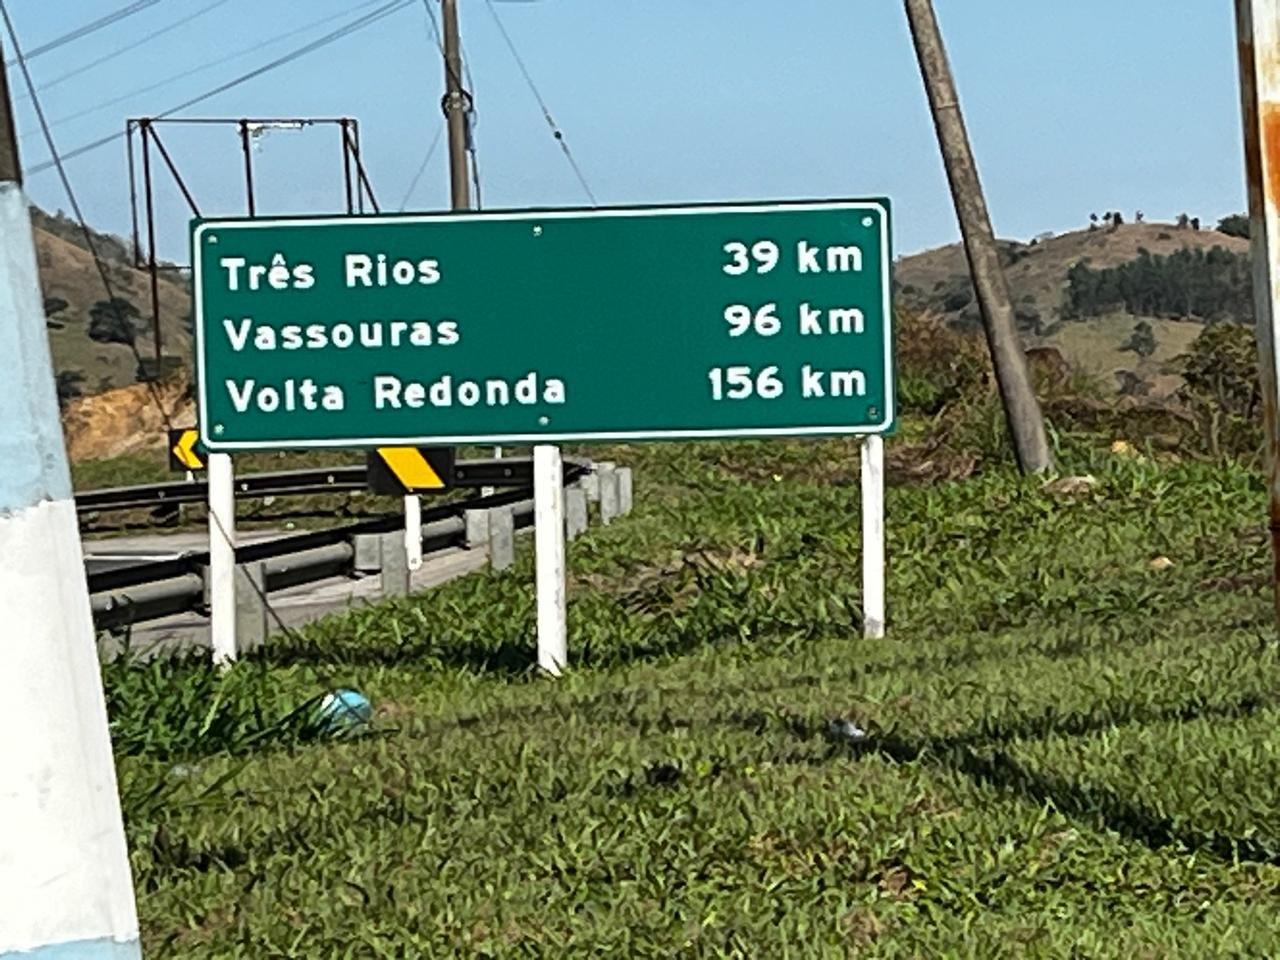 Três Rios 39 km
Vassouras 96 km
Volta Redonda 156 km